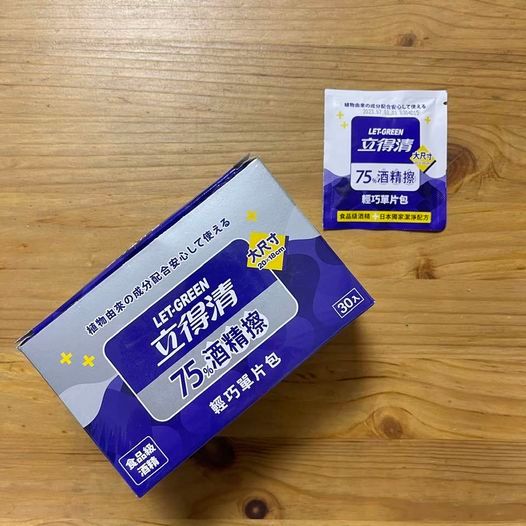 植物由來の成分配合安心して使える
LET-GREEN
立得清
大尺寸
20×18cm
75%酒精擦
輕巧單片包
食品級
酒精
30入
植物由來の成分配合安心して使える
LET-GREEN
立得清
大尺寸
75%酒精擦
輕巧單片包
食品級酒精 + 日本獨家潔淨配方